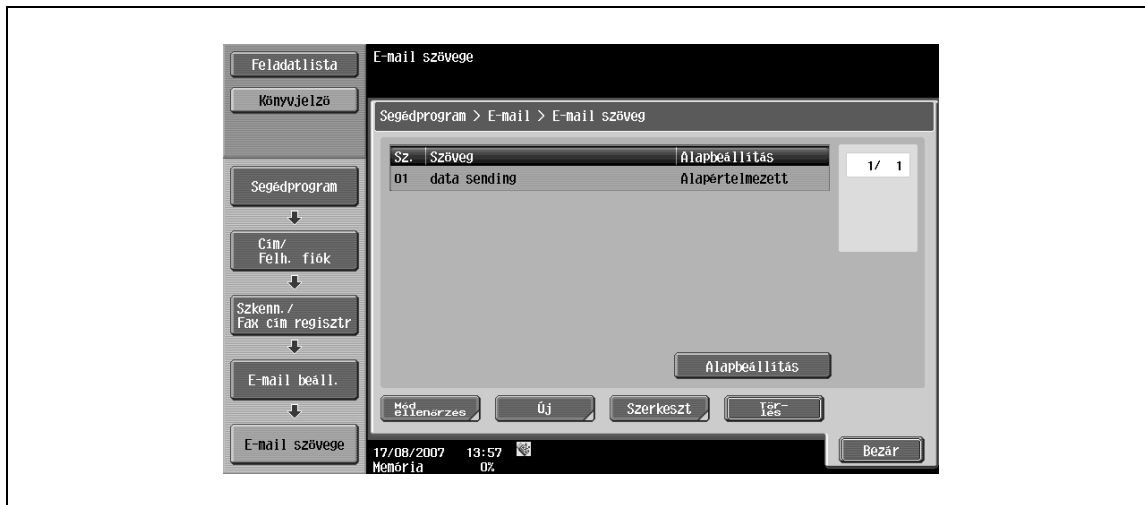 Feladatlista
Könyvjelző
Segédprogram
Cím/
Felh. fiók
Szkenn./
Fax cím regisztr
E-mail beáll.
E-mail szövege
E-mail szövege
Segédprogram > E-mail > E-mail szöveg
Sz. Szöveg Alapbeállítás
01 data sending Alapértelmezett
1/ 1
Alapbeállítás
Mód
ellenőrzés
Új
Szerkeszt
Tör-
lés
17/08/2007 13:57
Memória 0%
Bezár